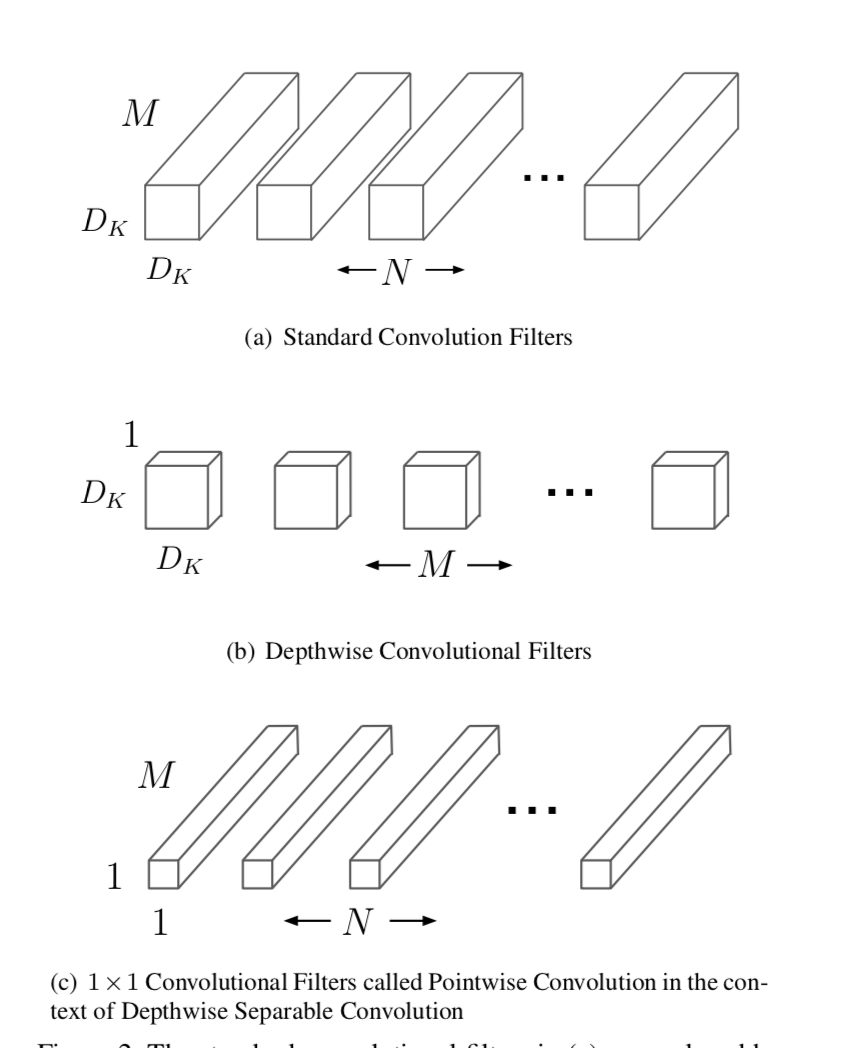 M
D_K
D_K
← N →
...
(a) Standard Convolution Filters
1
D_K
D_K
← M →
...
(b) Depthwise Convolutional Filters
M
1
1
← N →
...
(c) 1 × 1 Convolutional Filters called Pointwise Convolution in the con-
text of Depthwise Separable Convolution